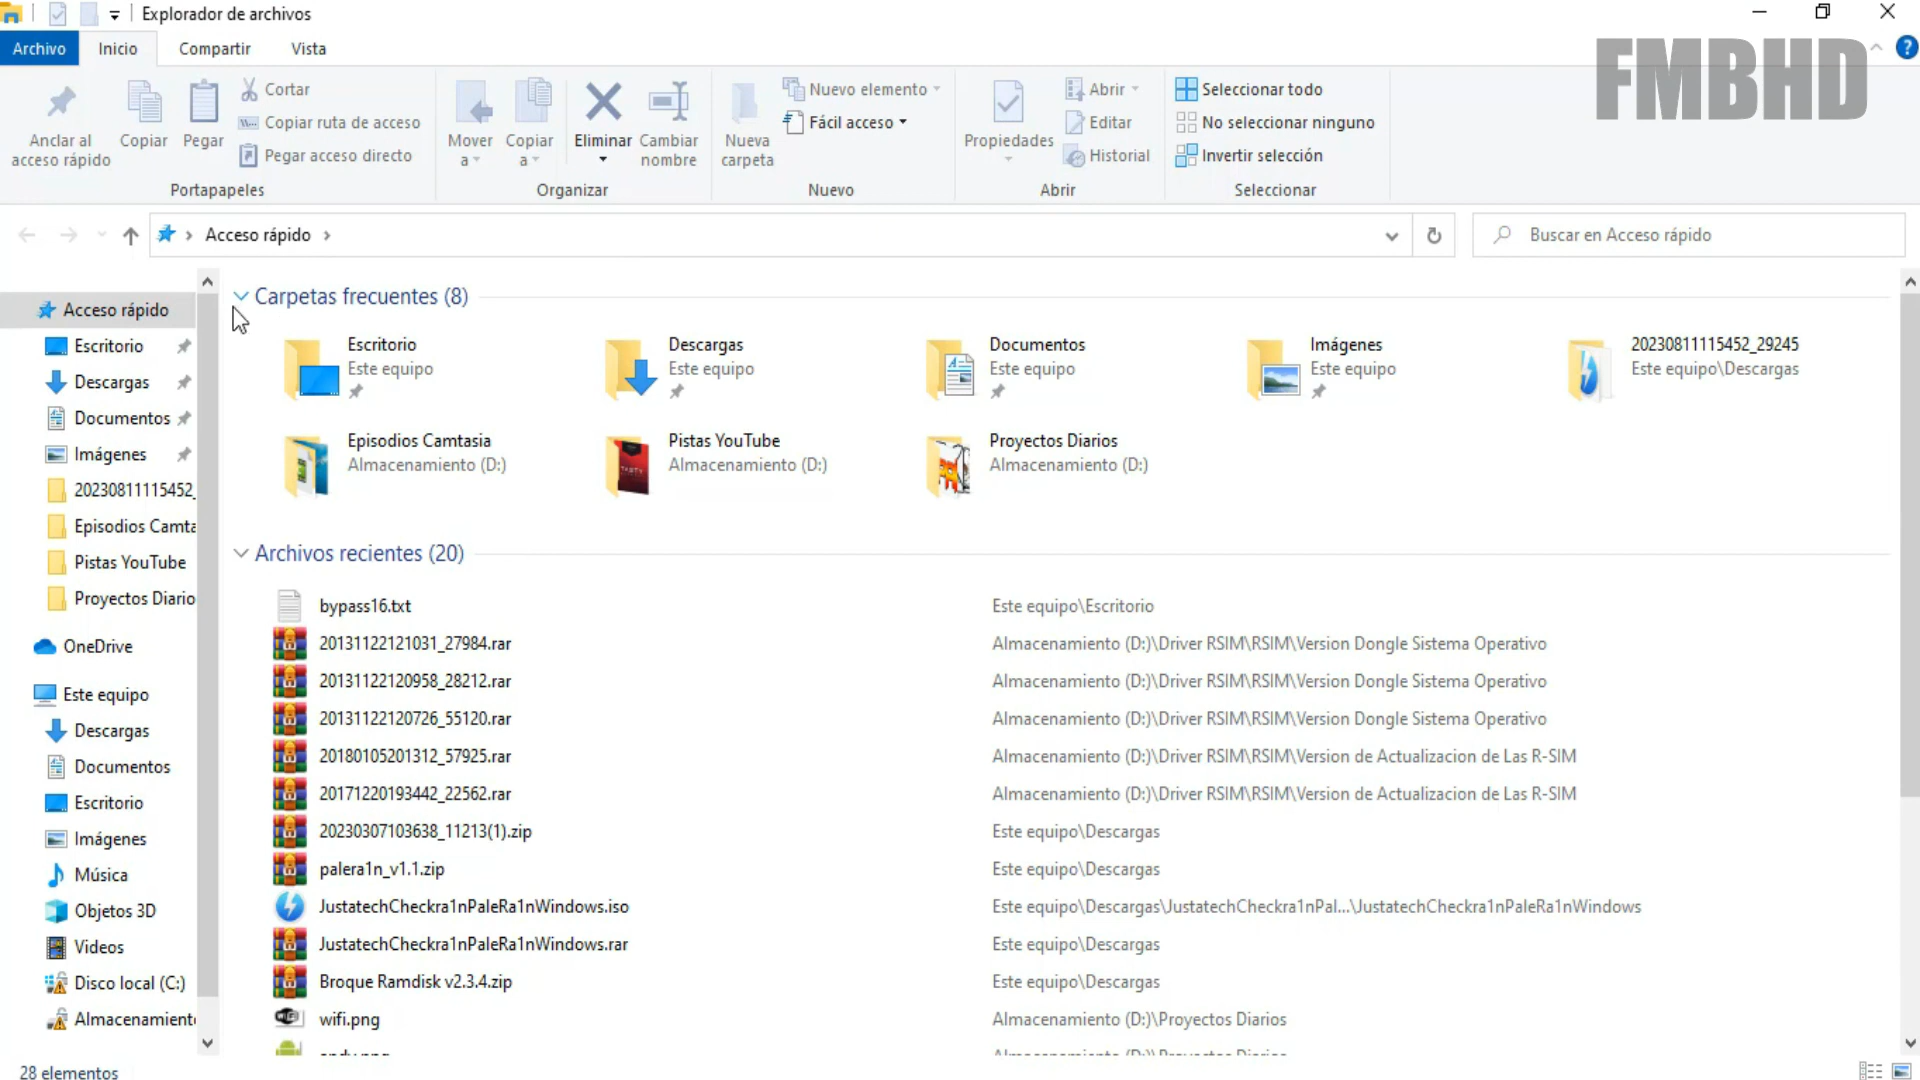 Explorador de archivos
Archivo Inicio Compartir Vista
FMBHD
Anclar al acceso rápido
Copiar
Pegar
Cortar
Copiar ruta de acceso
Pegar acceso directo
Portapapeles
Mover a
Copiar a
Eliminar
Cambiar nombre
Organizar
Nueva carpeta
Nuevo elemento
Fácil acceso
Nuevo
Propiedades
Abrir
Editar
Historial
Abrir
Seleccionar todo
No seleccionar ninguno
Invertir selección
Seleccionar
Acceso rápido
Buscar en Acceso rápido
Acceso rápido
Escritorio
Descargas
Documentos
Imágenes
20230811115452_
Episodios Camta
Pistas YouTube
Proyectos Diario
OneDrive
Este equipo
Descargas
Documentos
Escritorio
Imágenes
Música
Objetos 3D
Videos
Disco local (C:)
Almacenamient
Carpetas frecuentes (8)
Escritorio
Este equipo
Descargas
Este equipo
Documentos
Este equipo
Imágenes
Este equipo
20230811115452_29245
Este equipo\Descargas
Episodios Camtasia
Almacenamiento (D:)
Pistas YouTube
Almacenamiento (D:)
Proyectos Diarios
Almacenamiento (D:)
Archivos recientes (20)
bypass16.txt Este equipo\Escritorio
20131122121031_27984.rar Almacenamiento (D:)\Driver RSIM\RSIM\Version Dongle Sistema Operativo
20131122120958_28212.rar Almacenamiento (D:)\Driver RSIM\RSIM\Version Dongle Sistema Operativo
20131122120726_55120.rar Almacenamiento (D:)\Driver RSIM\RSIM\Version Dongle Sistema Operativo
20180105201312_57925.rar Almacenamiento (D:)\Driver RSIM\RSIM\Version de Actualizacion de Las R-SIM
20171220193442_22562.rar Almacenamiento (D:)\Driver RSIM\RSIM\Version de Actualizacion de Las R-SIM
20230307103638_11213(1).zip Este equipo\Descargas
palera1n_v1.1.zip Este equipo\Descargas
JustatechCheckra1nPaleRa1nWindows.iso Este equipo\Descargas\JustatechCheckra1nPal...\JustatechCheckra1nPaleRa1nWindows
JustatechCheckra1nPaleRa1nWindows.rar Este equipo\Descargas
Broque Ramdisk v2.3.4.zip Este equipo\Descargas
wifi.png Almacenamiento (D:)\Proyectos Diarios
28 elementos